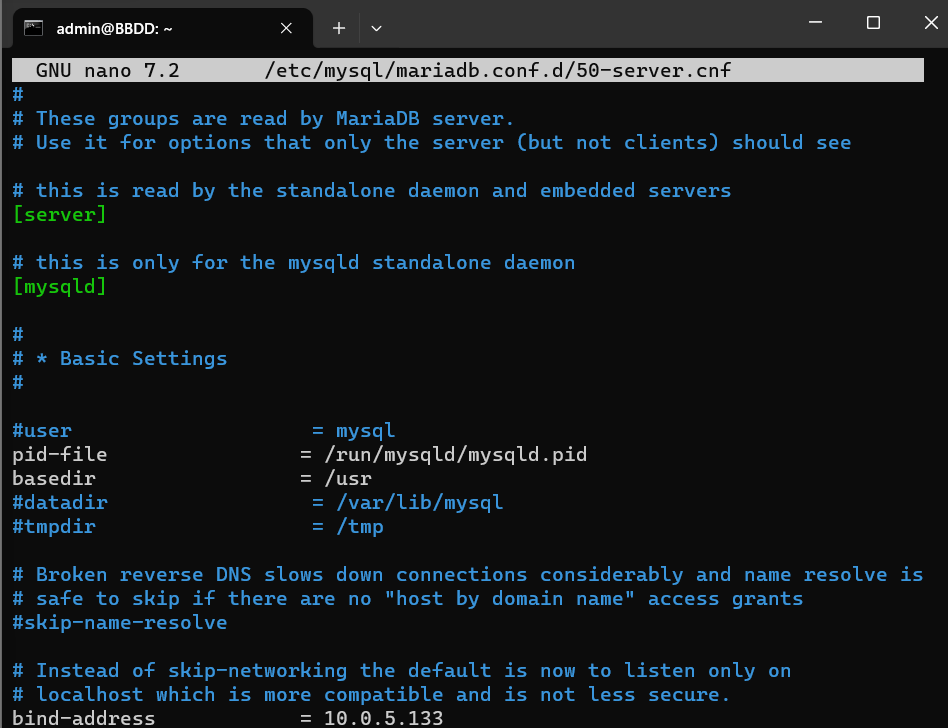 admin@BBDD: ~
GNU nano 7.2 /etc/mysql/mariadb.conf.d/50-server.cnf
#
# These groups are read by MariaDB server.
# Use it for options that only the server (but not clients) should see
# this is read by the standalone daemon and embedded servers
[server]
# this is only for the mysqld standalone daemon
[mysqld]
#
# * Basic Settings
#
#user = mysql
pid-file = /run/mysqld/mysqld.pid
basedir = /usr
#datadir = /var/lib/mysql
#tmpdir = /tmp
# Broken reverse DNS slows down connections considerably and name resolve is
# safe to skip if there are no "host by domain name" access grants
#skip-name-resolve
# Instead of skip-networking the default is now to listen only on
# localhost which is more compatible and is not less secure.
bind-address = 10.0.5.133